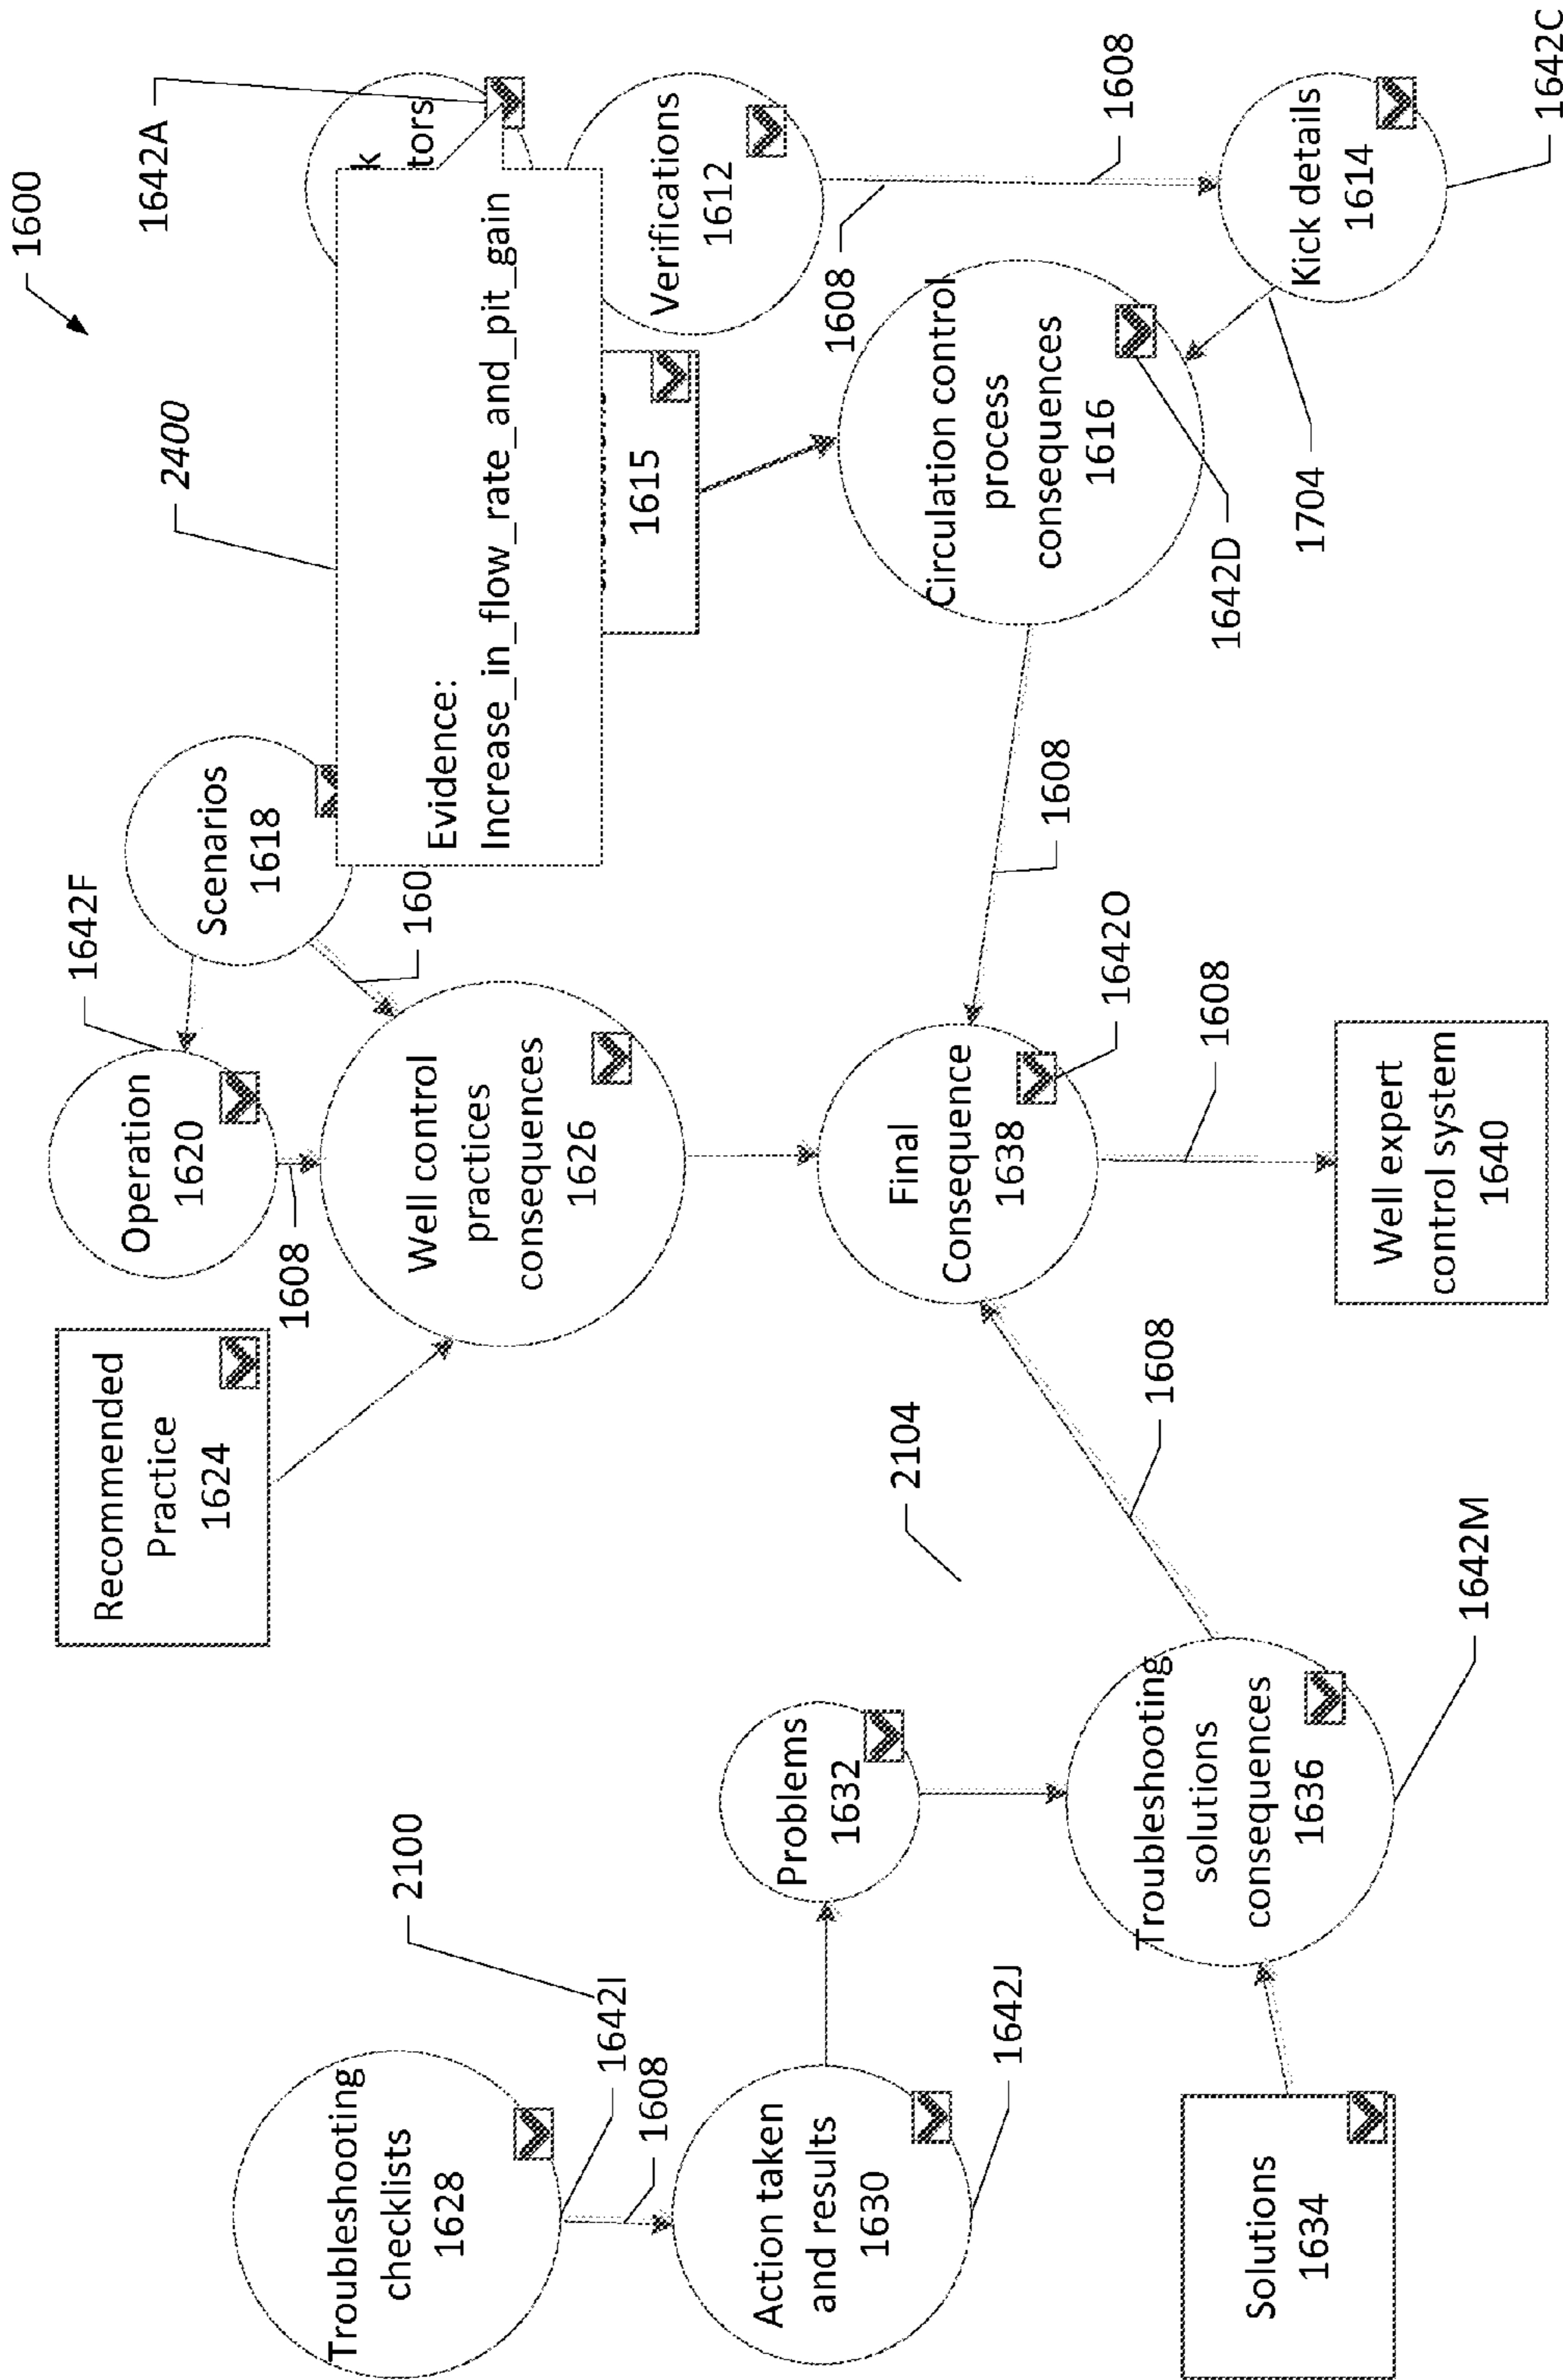 1600
2400
1642A
1642F
Scenarios
1618
k
tors
Evidence:
Increase_in_flow_rate_and_pit_gain
Operation
1620
Recommended
Practice
1624
1608
160
1615
Verifications
1612
Well control
practices
consequences
1626
1608
1608
Circulation control
process
consequences
1616
1642D
1704
Kick details
1614
1642C
1608
Final
Consequence
1638
1642O
1608
Well expert
control system
1640
2104
1608
2100
Troubleshooting
checklists
1628
1642I
1608
Problems
1632
Action taken
and results
1630
1642J
Troubleshooting
solutions
consequences
1636
1642M
Solutions
1634